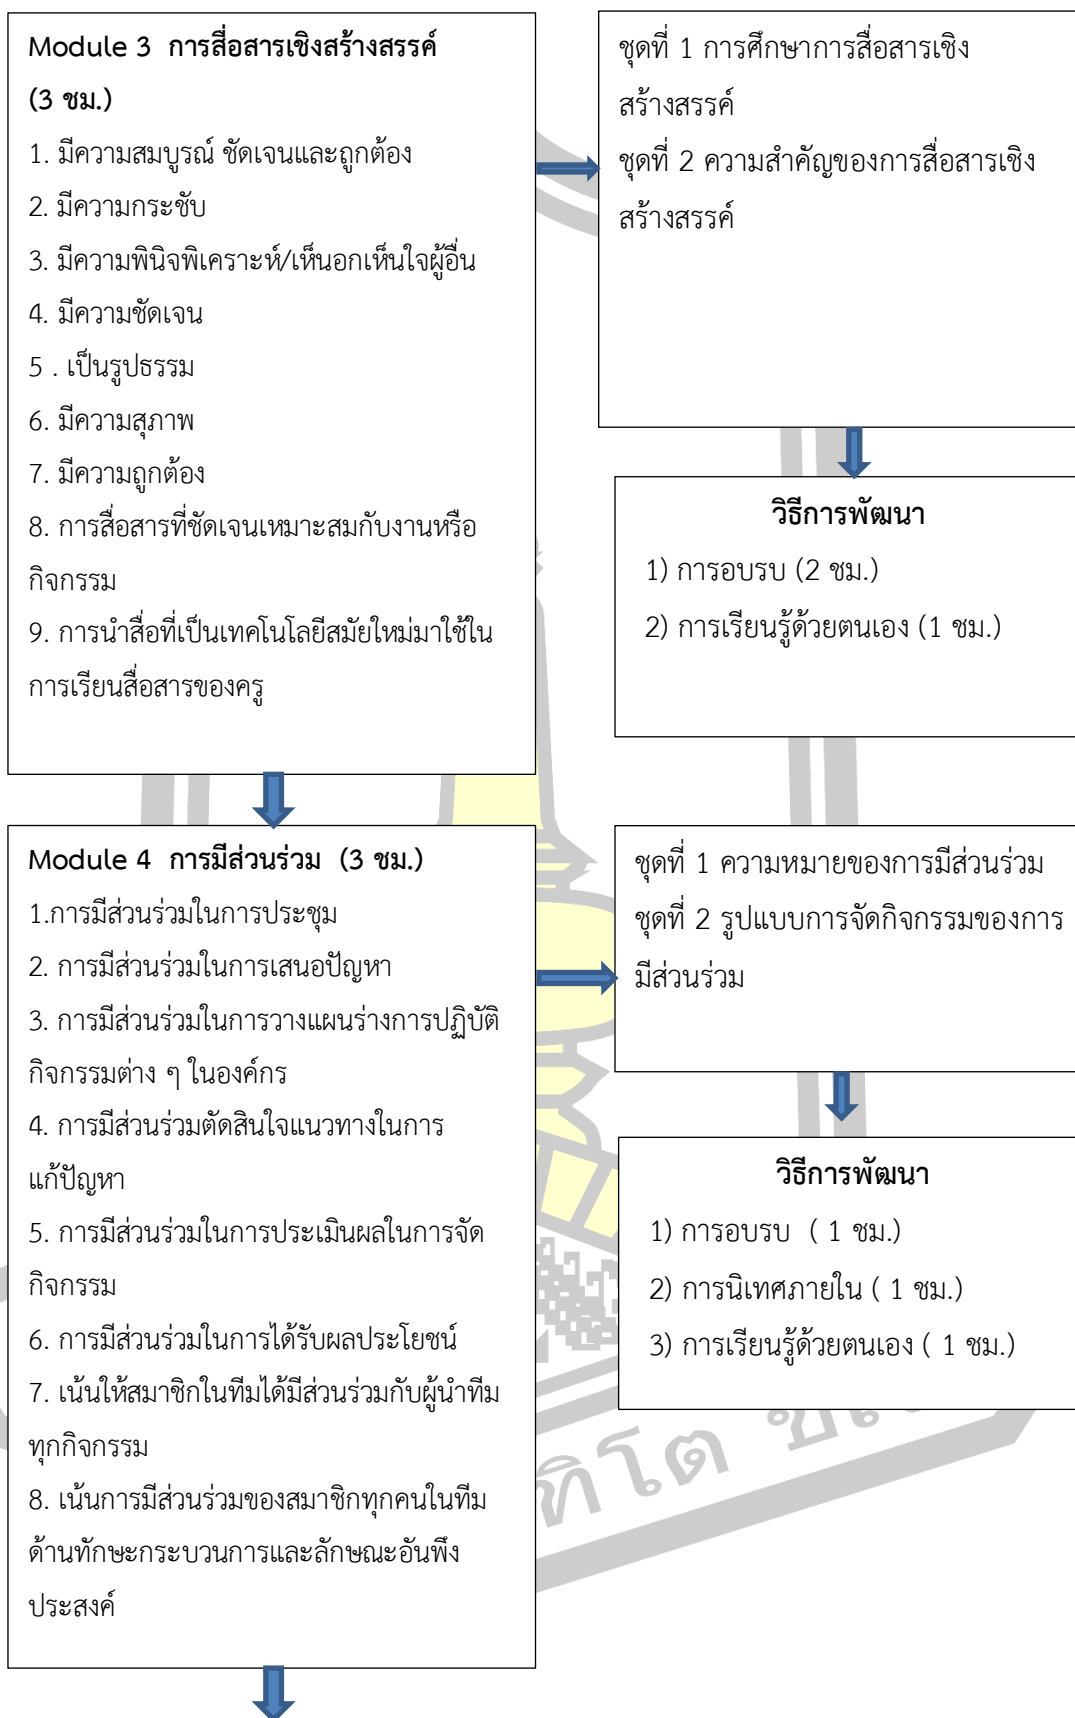 Module 3  การสื่อสารเชิงสร้างสรรค์
(3 ชม.)
1. มีความสมบูรณ์ ชัดเจนและถูกต้อง
2. มีความกระชับ
3. มีความพินิจพิเคราะห์/เห็นอกเห็นใจผู้อื่น
4. มีความชัดเจน
5 . เป็นรูปธรรม
6. มีความสุภาพ
7. มีความถูกต้อง
8. การสื่อสารที่ชัดเจนเหมาะสมกับงานหรือ
กิจกรรม
9. การนำสื่อที่เป็นเทคโนโลยีสมัยใหม่มาใช้ใน
การเรียนสื่อสารของครู
ชุดที่ 1 การศึกษาการสื่อสารเชิง
สร้างสรรค์
ชุดที่ 2 ความสำคัญของการสื่อสารเชิง
สร้างสรรค์
วิธีการพัฒนา
1) การอบรบ (2 ชม.)
2) การเรียนรู้ด้วยตนเอง (1 ชม.)
Module 4  การมีส่วนร่วม  (3 ชม.)
1.การมีส่วนร่วมในการประชุม
2. การมีส่วนร่วมในการเสนอปัญหา
3. การมีส่วนร่วมในการวางแผนร่างการปฏิบัติ
กิจกรรมต่าง ๆ ในองค์กร
4. การมีส่วนร่วมตัดสินใจแนวทางในการ
แก้ปัญหา
5. การมีส่วนร่วมในการประเมินผลในการจัด
กิจกรรม
6. การมีส่วนร่วมในการได้รับผลประโยชน์
7. เน้นให้สมาชิกในทีมได้มีส่วนร่วมกับผู้นำทีม
ทุกกิจกรรม
8. เน้นการมีส่วนร่วมของสมาชิกทุกคนในทีม
ด้านทักษะกระบวนการและลักษณะอันพึง
ประสงค์
ชุดที่ 1 ความหมายของการมีส่วนร่วม
ชุดที่ 2 รูปแบบการจัดกิจกรรมของการ
มีส่วนร่วม
วิธีการพัฒนา
1) การอบรบ  ( 1 ชม.)
2) การนิเทศภายใน ( 1 ชม.)
3) การเรียนรู้ด้วยตนเอง ( 1 ชม.)